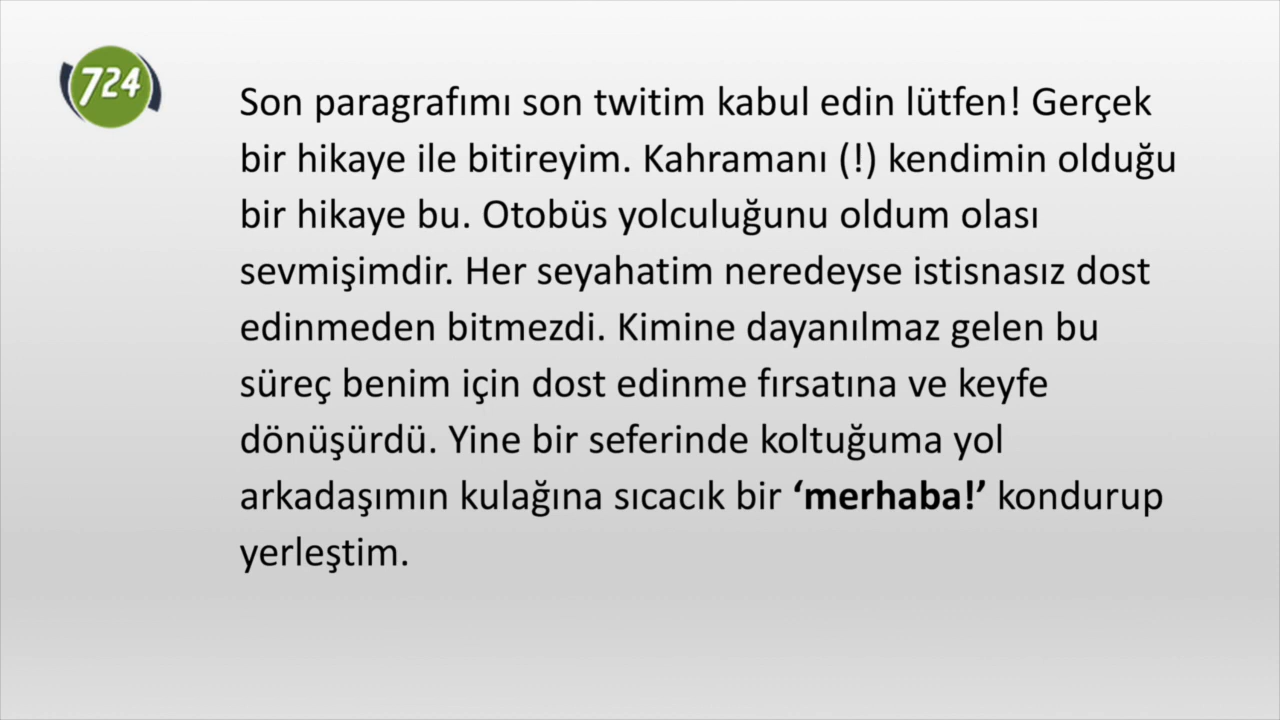 724
Son paragrafımı son twitim kabul edin lütfen! Gerçek
bir hikaye ile bitireyim. Kahramanı (!) kendimin olduğu
bir hikaye bu. Otobüs yolculuğunu oldum olası
sevmişimdir. Her seyahatim neredeyse istisnasız dost
edinmeden bitmezdi. Kimine dayanılmaz gelen bu
süreç benim için dost edinme fırsatına ve keyfe
dönüşürdü. Yine bir seferinde koltuğuma yol
arkadaşımın kulağına sıcacık bir ‘merhaba!’ kondurup
yerleştim.